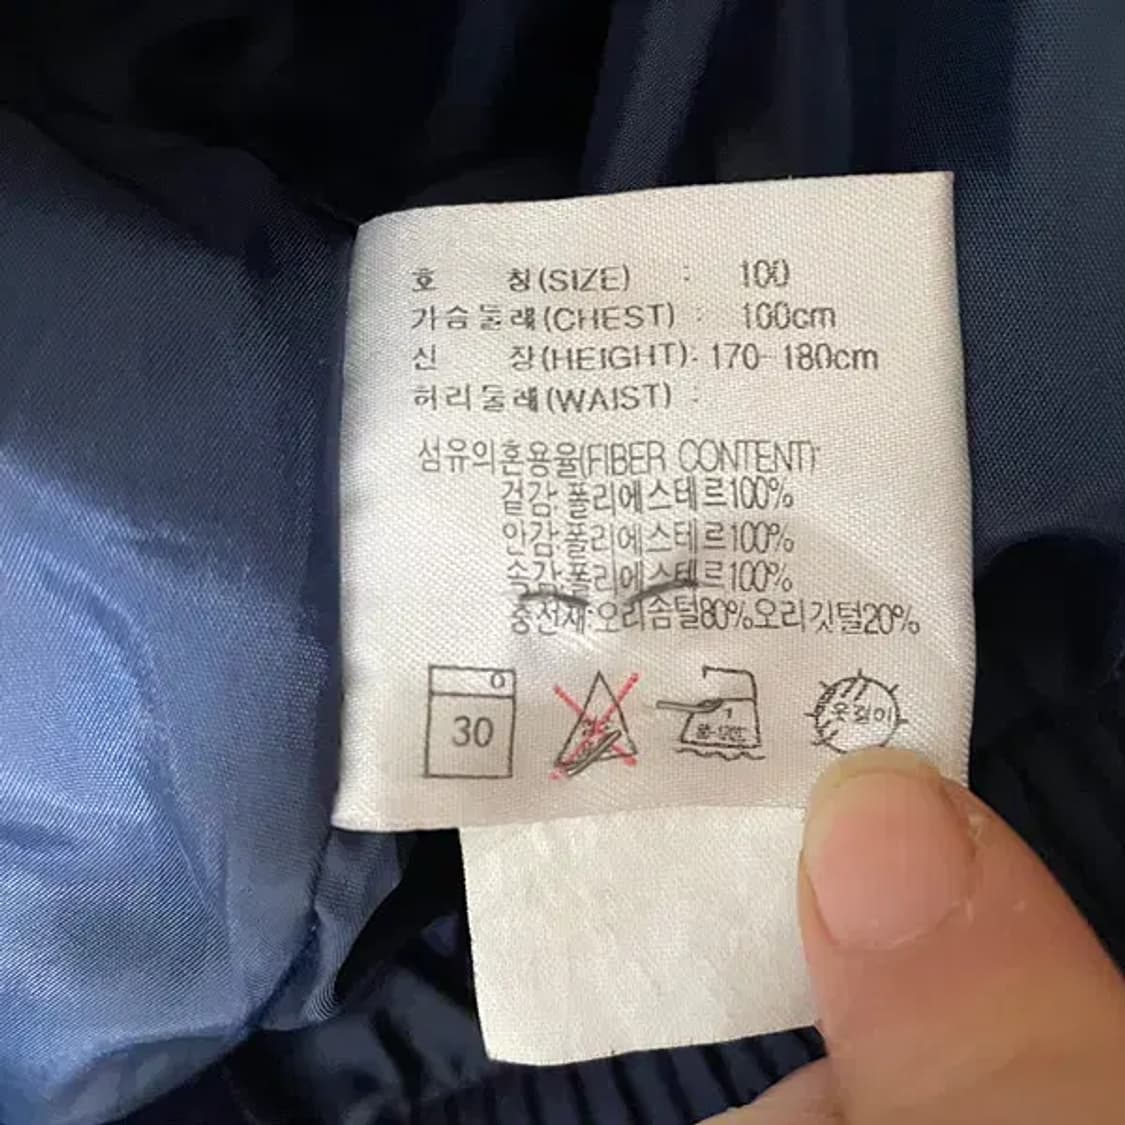 호 칭(SIZE) : 100
가슴둘레(CHEST) : 100cm
신 장(HEIGHT): 170-180cm
허리둘레(WAIST) :
섬유의혼용율(FIBER CONTENT)
겉감:폴리에스테르100%
안감:폴리에스테르100%
속감:폴리에스테르100%
충전재:오리솜털80%오리깃털20%
30
옷걸이